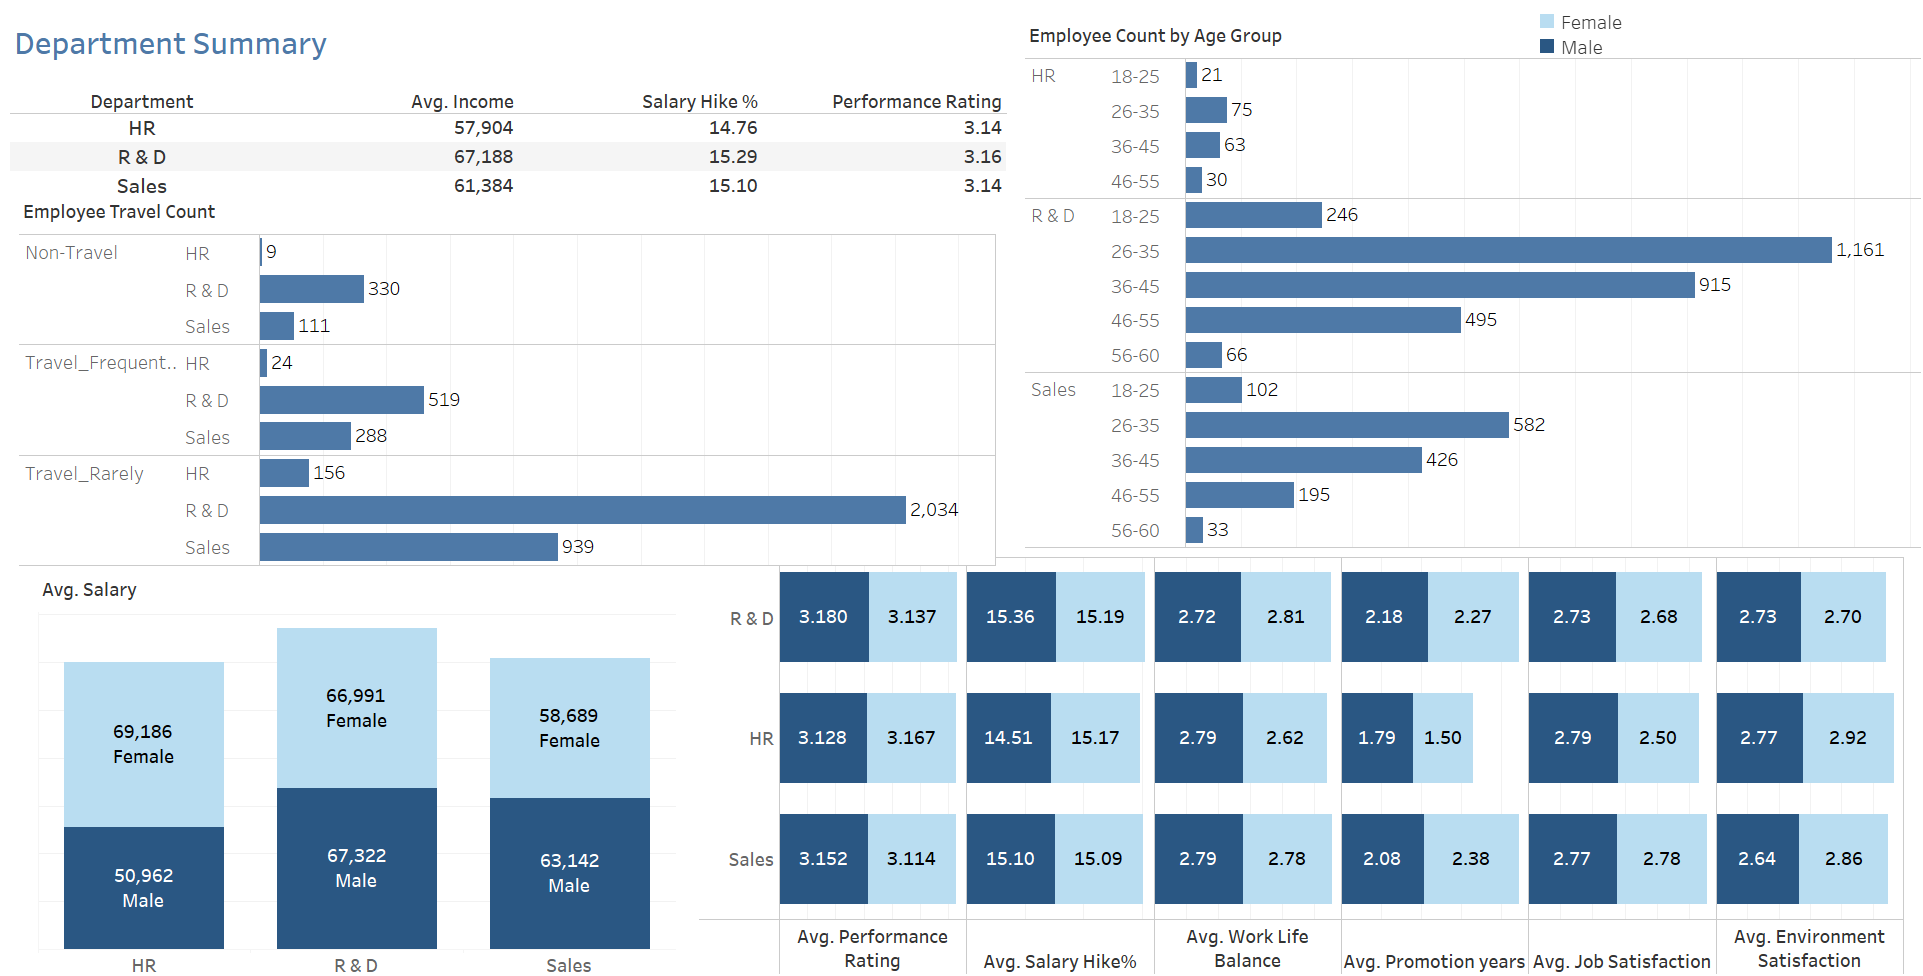 Department Summary
Department Avg. Income Salary Hike % Performance Rating
HR 57,904 14.76 3.14
R & D 67,188 15.29 3.16
Sales 61,384 15.10 3.14
Employee Travel Count
Non-Travel HR 9
R & D 330
Sales 111
Travel_Frequent.. HR 24
R & D 519
Sales 288
Travel_Rarely HR 156
R & D 2,034
Sales 939
Employee Count by Age Group
Female
Male
HR 18-25 21
26-35 75
36-45 63
46-55 30
R & D 18-25 246
26-35 1,161
36-45 915
46-55 495
56-60 66
Sales 18-25 102
26-35 582
36-45 426
46-55 195
56-60 33
Avg. Salary
69,186
Female
50,962
Male
HR
66,991
Female
67,322
Male
R & D
58,689
Female
63,142
Male
Sales
R & D 3.180 3.137 15.36 15.19 2.72 2.81 2.18 2.27 2.73 2.68 2.73 2.70
HR 3.128 3.167 14.51 15.17 2.79 2.62 1.79 1.50 2.79 2.50 2.77 2.92
Sales 3.152 3.114 15.10 15.09 2.79 2.78 2.08 2.38 2.77 2.78 2.64 2.86
Avg. Performance
Rating
Avg. Salary Hike%
Avg. Work Life
Balance
Avg. Promotion years
Avg. Job Satisfaction
Avg. Environment
Satisfaction